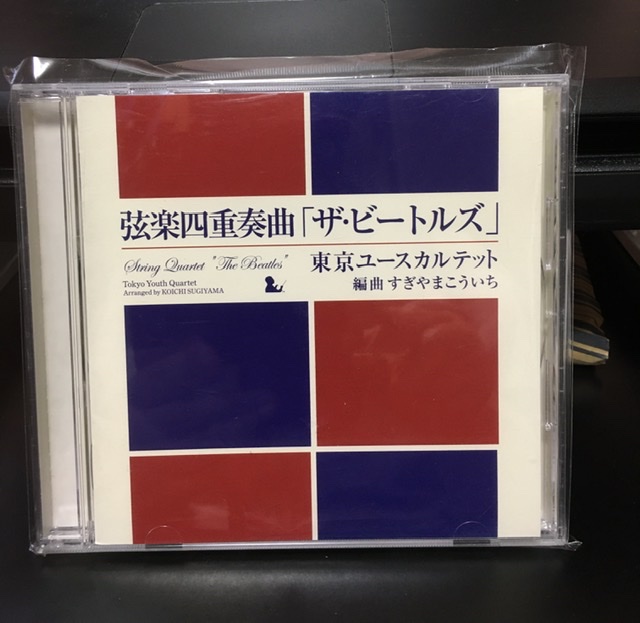 弦楽四重奏曲「ザ・ビートルズ」
String Quartet "The Beatles"
Tokyo Youth Quartet
Arranged by KOICHI SUGIYAMA
東京ユースカルテット
編曲 すぎやまこういち